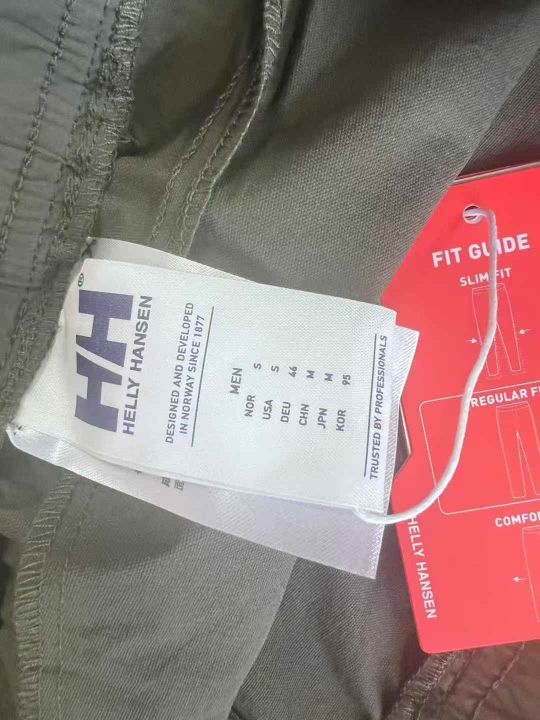 HH®
HELLY HANSEN
DESIGNED AND DEVELOPED
IN NORWAY SINCE 1877
MEN
NOR S
USA S
DEU 46
CHN M
JPN M
KOR 95
TRUSTED BY PROFESSIONALS
FIT GUIDE
SLIM FIT
REGULAR FI
COMFO
HELLY HANSEN